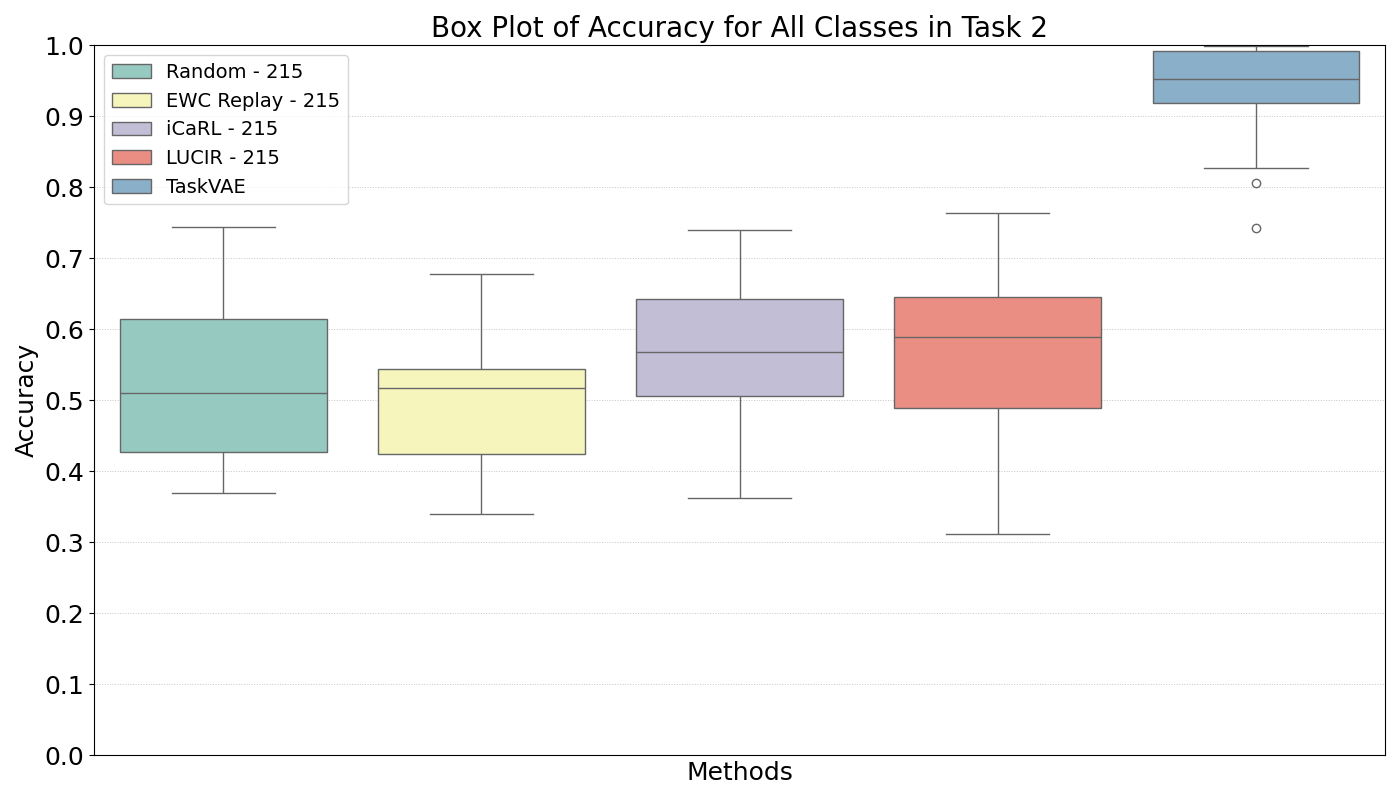 Box Plot of Accuracy for All Classes in Task 2
1.0
0.9
0.8
0.7
0.6
0.5
0.4
0.3
0.2
0.1
0.0
Accuracy
Random - 215
EWC Replay - 215
iCaRL - 215
LUCIR - 215
TaskVAE
Methods